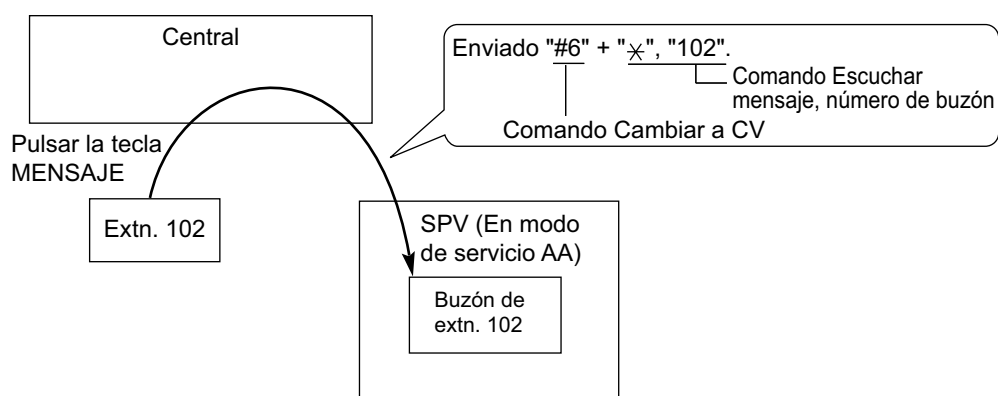 Central
Enviado "#6" + "*", "102".
Comando Escuchar
mensaje, número de buzón
Comando Cambiar a CV
Pulsar la tecla
MENSAJE
Extn. 102
SPV (En modo
de servicio AA)
Buzón de
extn. 102